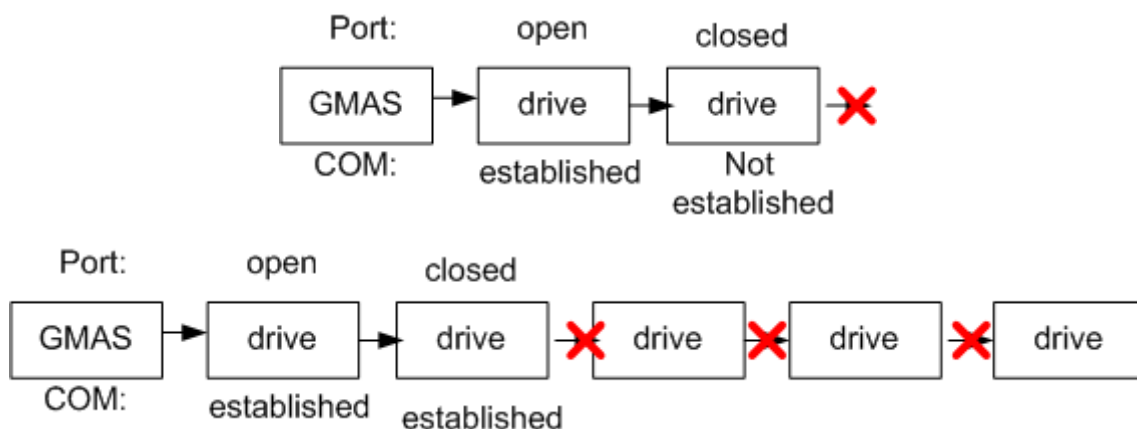 Port: open closed
GMAS drive drive
COM: established Not
established
Port: open closed
GMAS drive drive drive drive drive
COM: established established